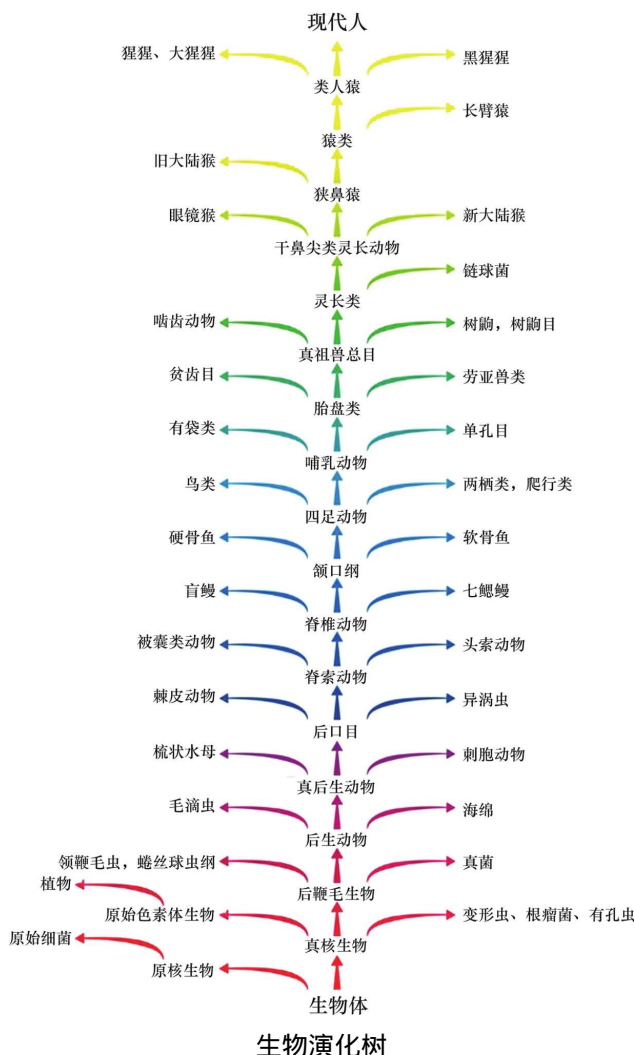 现代人
猩猩、大猩猩
黑猩猩
类人猿
长臂猿
猿类
旧大陆猴
狭鼻猿
眼镜猴
新大陆猴
干鼻尖类灵长动物
链球菌
灵长类
啮齿动物
树鼩，树鼩目
真祖兽总目
贫齿目
劳亚兽类
胎盘类
有袋类
单孔目
哺乳动物
鸟类
两栖类，爬行类
四足动物
硬骨鱼
软骨鱼
颌口纲
盲鳗
七鳃鳗
脊椎动物
被囊类动物
头索动物
脊索动物
棘皮动物
异涡虫
后口目
梳状水母
刺胞动物
真后生动物
毛滴虫
海绵
后生动物
领鞭毛虫，蜷丝球虫纲
真菌
植物
后鞭毛生物
原始色素体生物
变形虫、根瘤菌、有孔虫
原始细菌
真核生物
原核生物
生物体
生物演化树